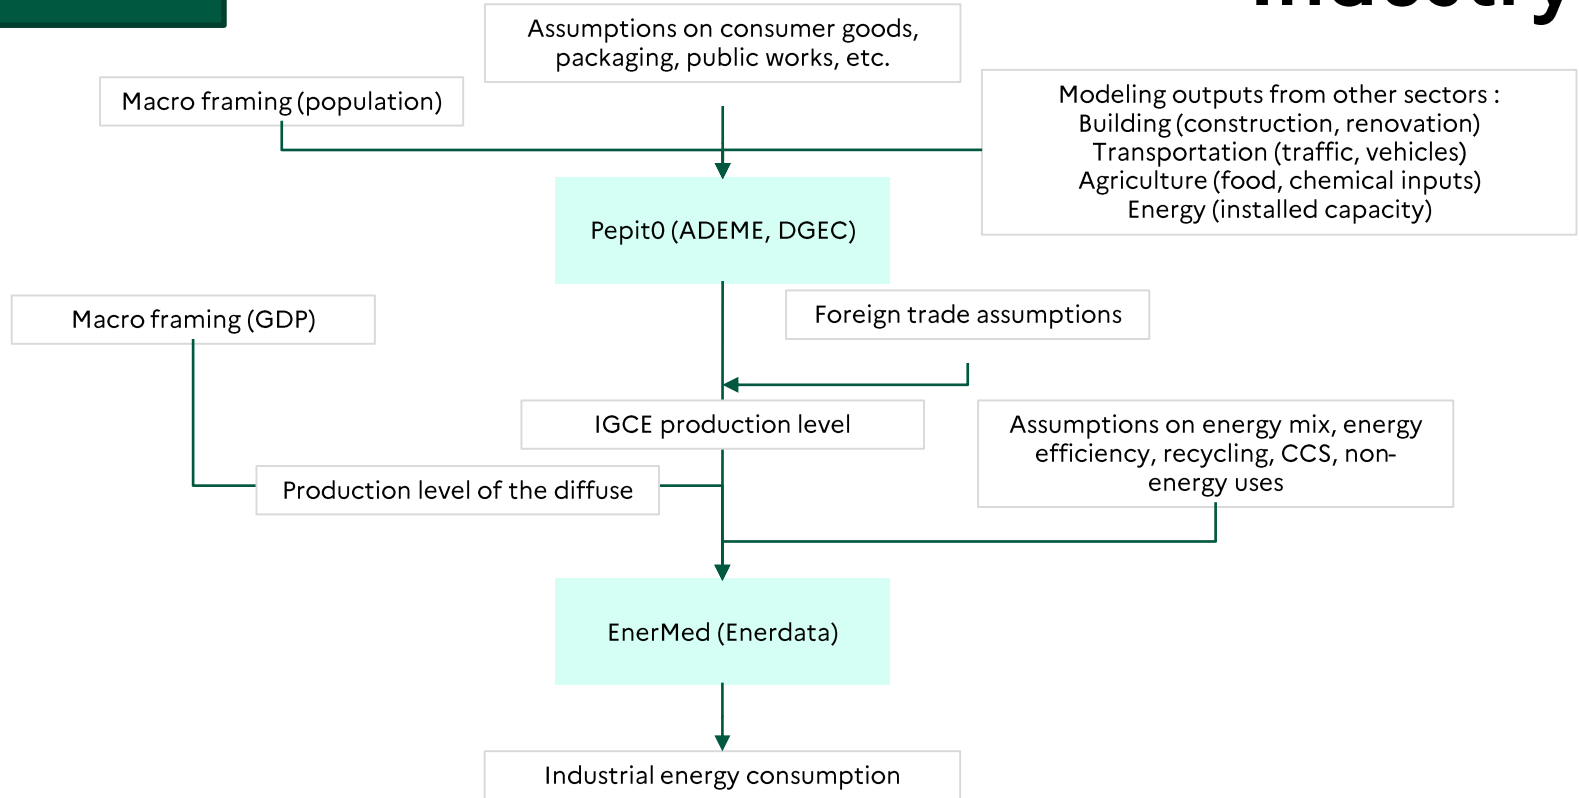 Industry
Assumptions on consumer goods,
packaging, public works, etc.
Macro framing (population)
Modeling outputs from other sectors :
Building (construction, renovation)
Transportation (traffic, vehicles)
Agriculture (food, chemical inputs)
Energy (installed capacity)
Pepit0 (ADEME, DGEC)
Macro framing (GDP)
Foreign trade assumptions
IGCE production level
Assumptions on energy mix, energy
efficiency, recycling, CCS, non-
energy uses
Production level of the diffuse
EnerMed (Enerdata)
Industrial energy consumption